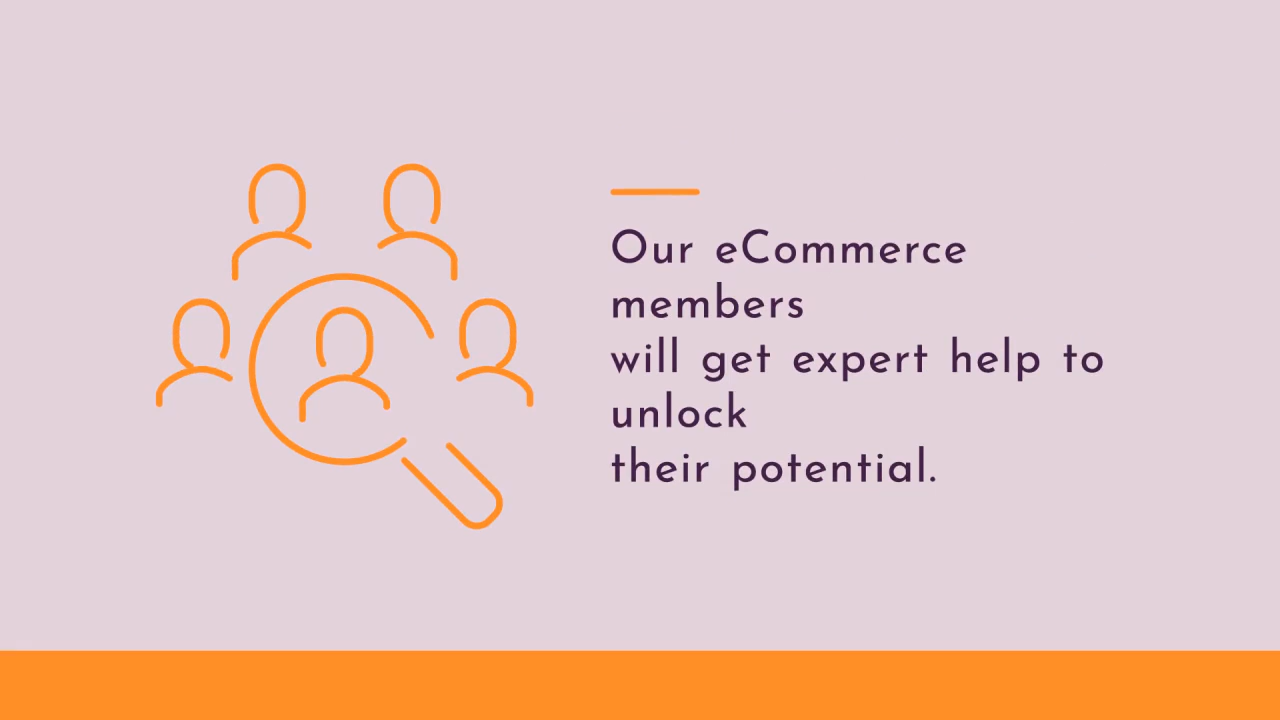 Our eCommerce
members
will get expert help to
unlock
their potential.